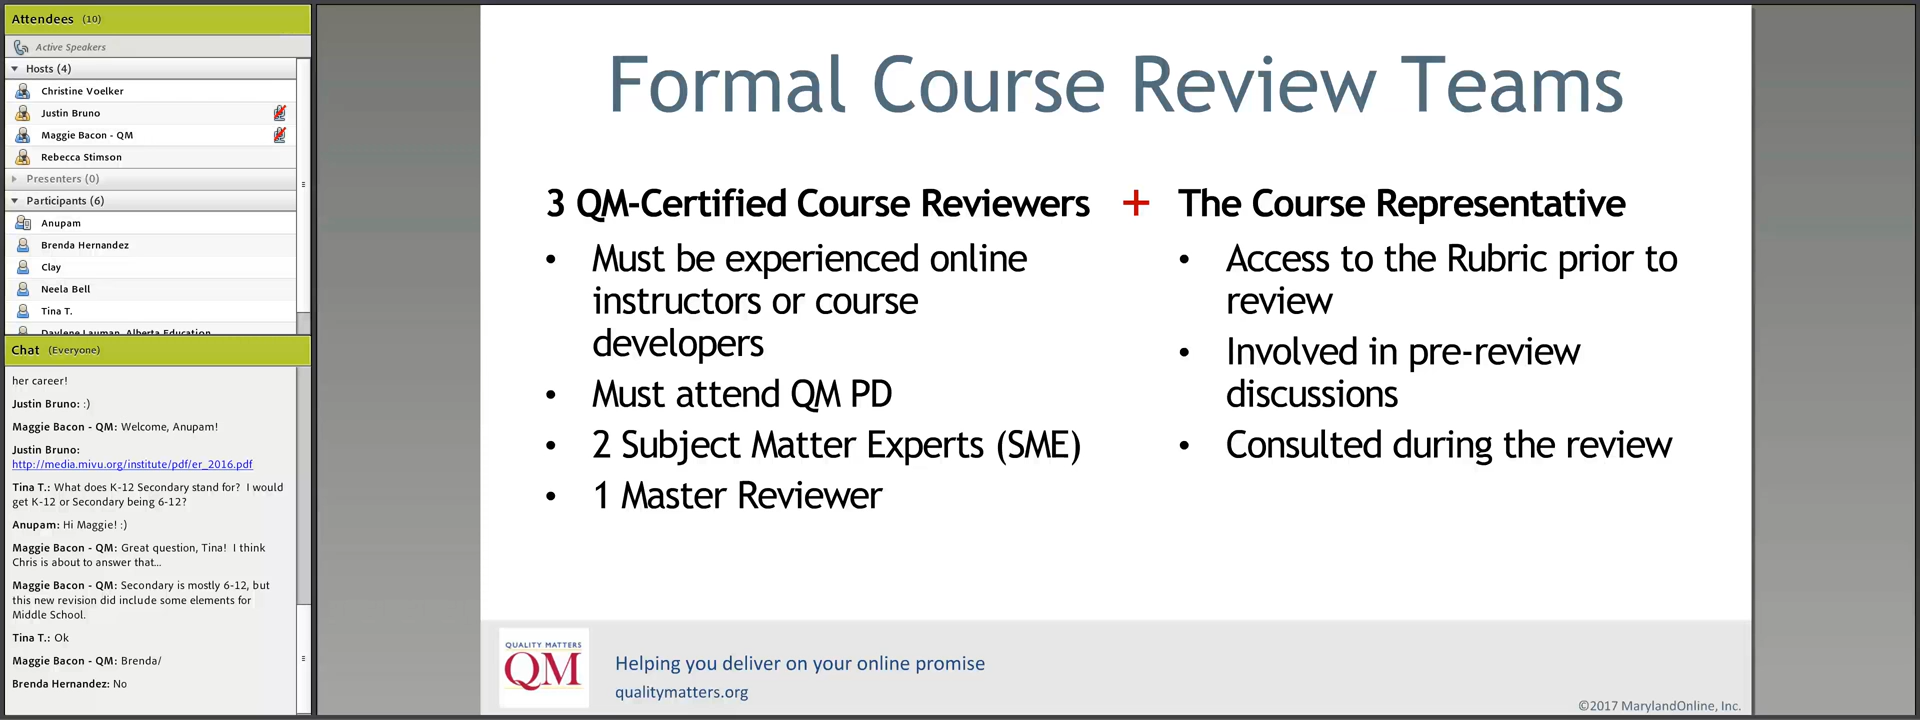 Attendees (10)
Active Speakers
Hosts (4)
Christine Voelker
Justin Bruno
Maggie Bacon - QM
Rebecca Stimson
Presenters (0)
Participants (6)
Anupam
Brenda Hernandez
Clay
Neela Bell
Tina T.
Daylene Lauman, Alberta Education
Chat (Everyone)
her career!
Justin Bruno: :)
Maggie Bacon - QM: Welcome, Anupam!
Justin Bruno:
http://media.mivu.org/institute/pdf/er_2016.pdf
Tina T.: What does K-12 Secondary stand for? I would
get K-12 or Secondary being 6-12?
Anupam: Hi Maggie! :)
Maggie Bacon - QM: Great question, Tina! I think
Chris is about to answer that...
Maggie Bacon - QM: Secondary is mostly 6-12, but
this new revision did include some elements for
Middle School.
Tina T.: Ok
Maggie Bacon - QM: Brenda/
Brenda Hernandez: No
Formal Course Review Teams
3 QM-Certified Course Reviewers
• Must be experienced online
instructors or course
developers
• Must attend QM PD
• 2 Subject Matter Experts (SME)
• 1 Master Reviewer
+
The Course Representative
• Access to the Rubric prior to
review
• Involved in pre-review
discussions
• Consulted during the review
QUALITY MATTERS
QM
Helping you deliver on your online promise
qualitymatters.org
©2017 MarylandOnline, Inc.